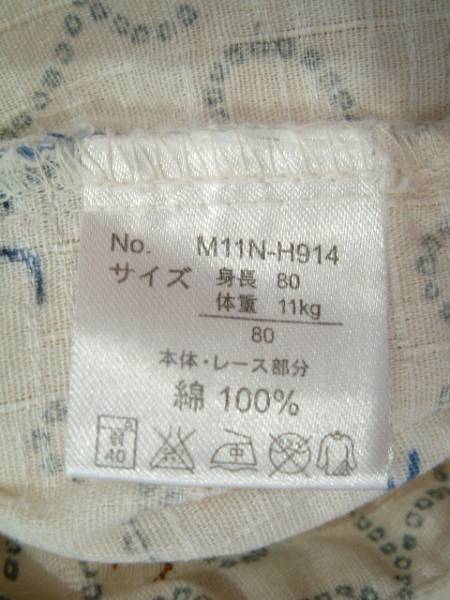 No. M11N-H914
サイズ 身長 80
体重 11kg
80
本体・レース部分
綿 100%
弱 40 中